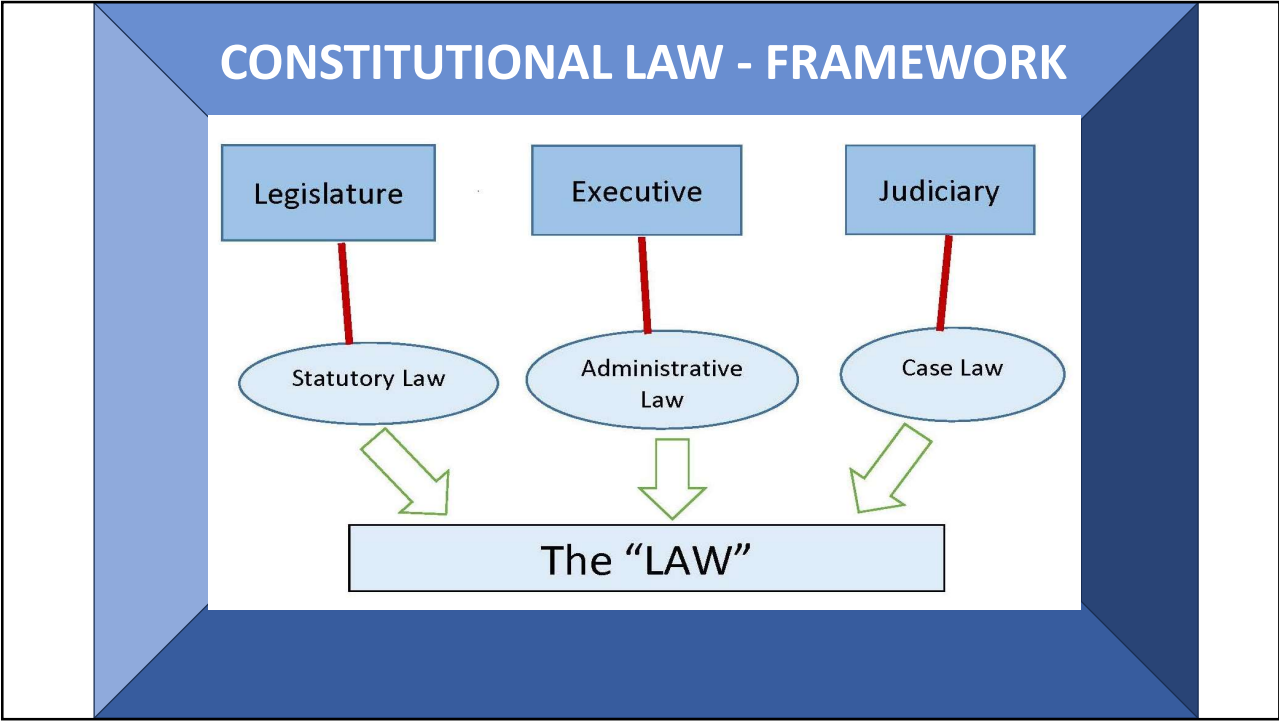 CONSTITUTIONAL LAW - FRAMEWORK
Legislature
Executive
Judiciary
Statutory Law
Administrative
Law
Case Law
The “LAW”